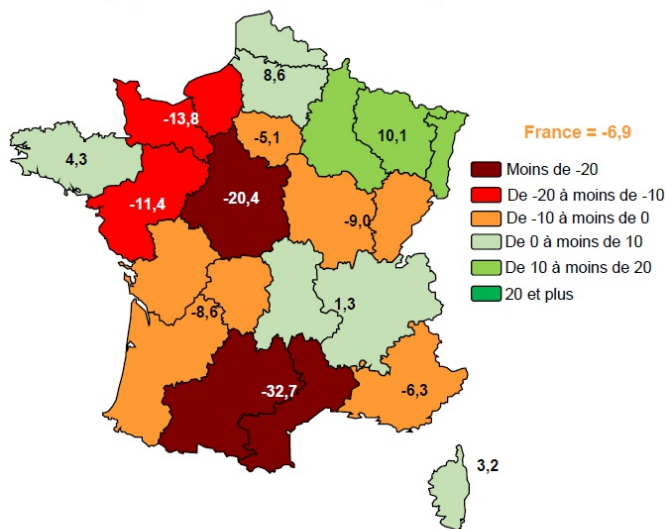 8,6
-13,8
-5,1
10,1
4,3
-20,4
-11,4
-9,0
1,3
-8,6
-32,7
-6,3
3,2
France = -6,9
Moins de -20
De -20 à moins de -10
De -10 à moins de 0
De 0 à moins de 10
De 10 à moins de 20
20 et plus